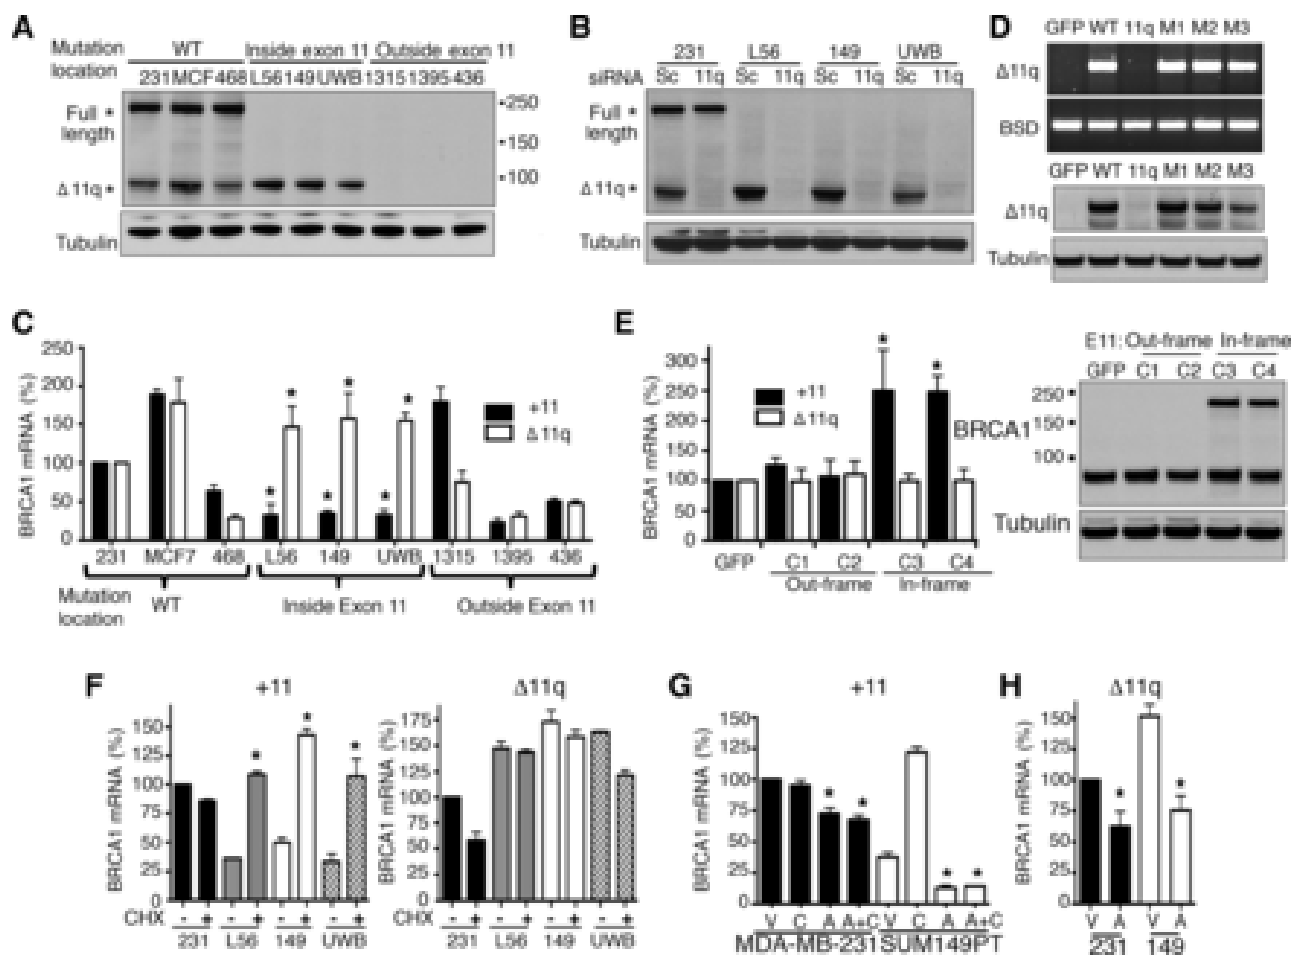 A
Mutation location
WT
Inside exon 11
Outside exon 11
231 MCF 468 L56 149 UWB 1315 1395 436
Full length
Δ11q
•250
•150
•100
Tubulin
B
231 L56 149 UWB
siRNA Sc 11q Sc 11q Sc 11q Sc 11q
Full length
Δ11q
Tubulin
D
GFP WT 11q M1 M2 M3
Δ11q
BSD
GFP WT 11q M1 M2 M3
Δ11q
Tubulin
C
BRCA1 mRNA (%)
250
200
150
100
50
0
+11
Δ11q
231 MCF7 468 L56 149 UWB 1315 1395 436
Mutation location
WT
Inside Exon 11
Outside Exon 11
E
BRCA1 mRNA (%)
300
250
200
150
100
50
0
+11
Δ11q
GFP C1 C2 C3 C4
Out-frame In-frame
E11: Out-frame In-frame
GFP C1 C2 C3 C4
BRCA1
250
150
100
Tubulin
F
+11
BRCA1 mRNA (%)
150
125
100
75
50
25
0
CHX - + - + - + - +
231 L56 149 UWB
Δ11q
BRCA1 mRNA (%)
175
150
125
100
75
50
25
0
CHX - + - + - + - +
231 L56 149 UWB
G
+11
BRCA1 mRNA (%)
150
125
100
75
50
25
0
V C A A+C V C A A+C
MDA-MB-231 SUM149PT
H
Δ11q
BRCA1 mRNA (%)
150
125
100
75
50
25
0
V A V A
231 149